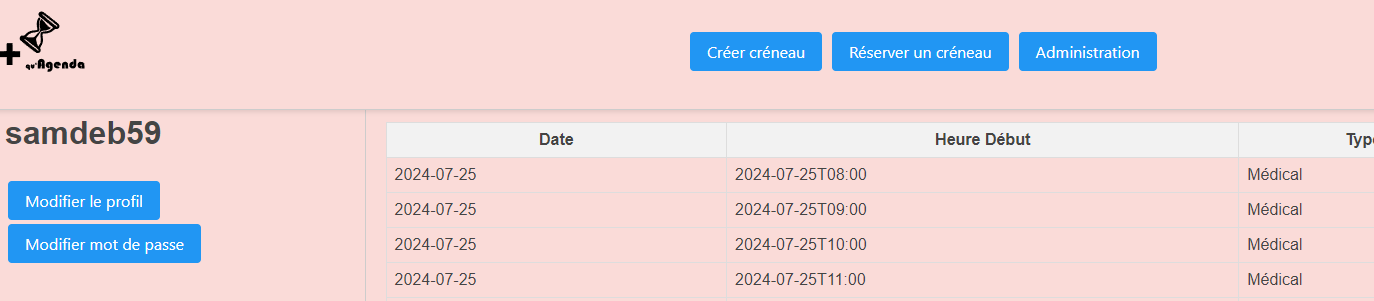 +
qu'Agenda
Créer créneau
Réserver un créneau
Administration
samdeb59
Modifier le profil
Modifier mot de passe
Date Heure Début Type
2024-07-25 2024-07-25T08:00 Médical
2024-07-25 2024-07-25T09:00 Médical
2024-07-25 2024-07-25T10:00 Médical
2024-07-25 2024-07-25T11:00 Médical